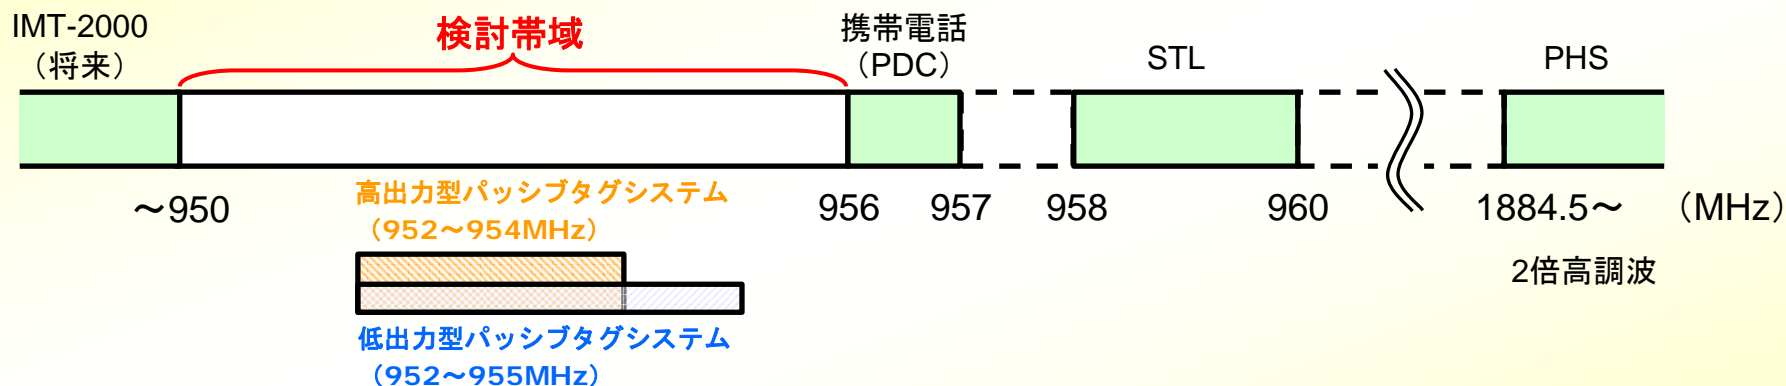 IMT-2000
（将来）
検討帯域
携帯電話
（PDC）
STL
PHS
～950
956
957
958
960
1884.5～
（MHz）
高出力型パッシブタグシステム
（952～954MHz）
2倍高調波
低出力型パッシブタグシステム
（952～955MHz）